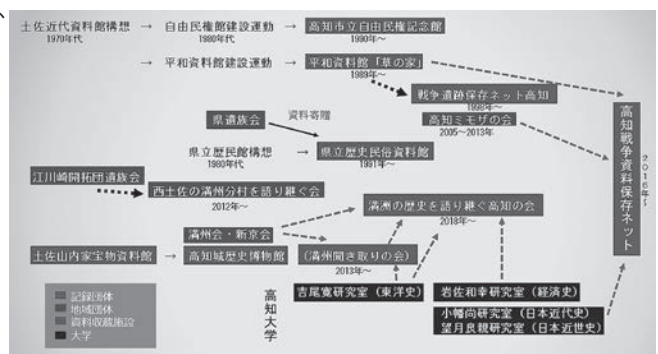 土佐近代資料館構想 → 自由民権館建設運動 → 高知市立自由民権記念館
1970年代 1980年代 1990年～
→ 平和資料館建設運動 → 平和資料館「草の家」
1989年～
戦争遺跡保存ネット高知
1998年～
県遺族会 資料寄贈
高知ミモザの会
2005～2013年
県立歴民館構想 → 県立歴史民俗資料館
1980年代 1991年～
高知戦争資料保存ネット
2016年～
江川崎開拓団遺族会
西土佐の満州分村を語り継ぐ会
2012年～
満洲の歴史を語り継ぐ高知の会
2018年～
満州会・新京会
土佐山内家宝物資料館 → 高知城歴史博物館
(満州聞き取りの会)
2013年～
高知大学
吉尾寛研究室（東洋史）
岩佐和幸研究室（経済史）
小幡尚研究室（日本近代史）
望月良親研究室（日本近世史）
記録団体
地域団体
資料収蔵施設
大学